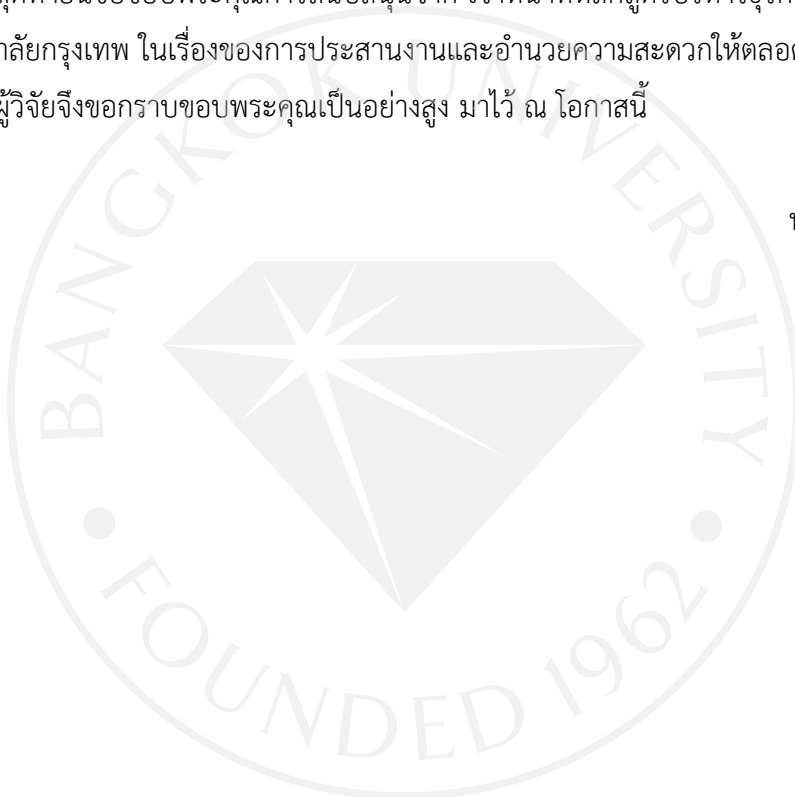 ลัยกรุงเทพ ในเรื่องของการประสานงานและอำนวยความสะดวกให้ตลอด
ผู้วิจัยจึงขอกราบขอบพระคุณเป็นอย่างสูง มาไว้ ณ โอกาสนี้
BANGKOK UNIVERSITY
FOUNDED 1962